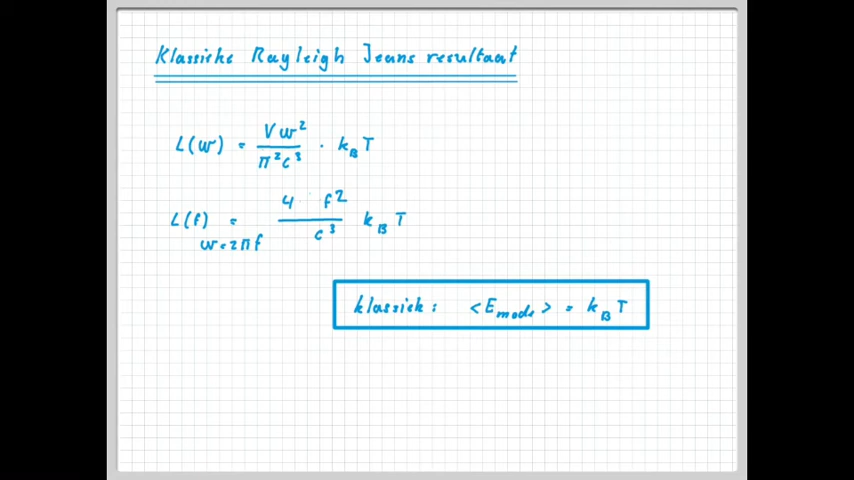 Klassieke Rayleigh Jeans resultaat
L(ω) = Vω² / π²c³ · k_B T
L(f) = 4 f² / c³ k_B T
ω=2πf
klassiek: <E_mode> = k_B T